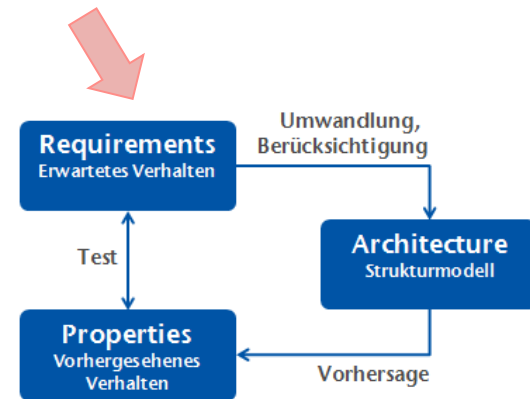 Umwandlung,
Berücksichtigung
Requirements
Erwartetes Verhalten
Architecture
Strukturmodell
Test
Properties
Vorhergesehenes
Verhalten
Vorhersage